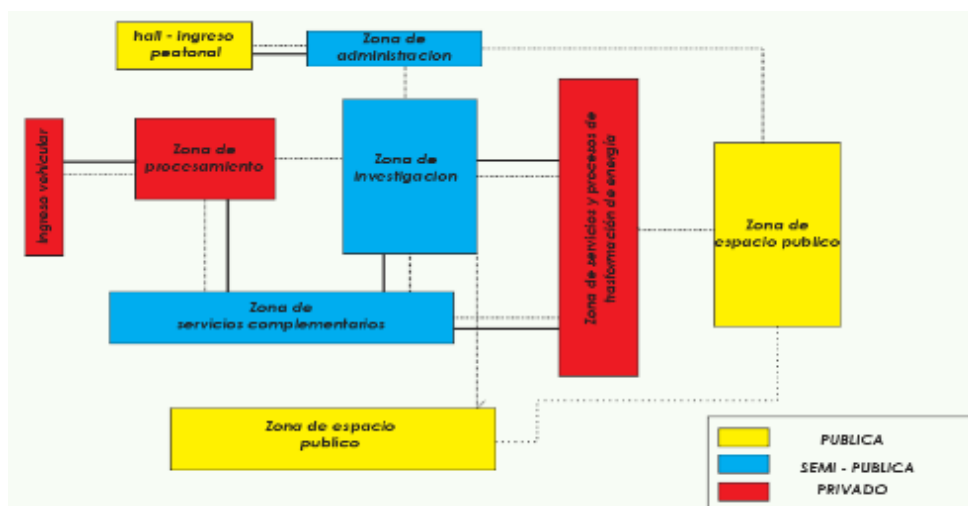 hall - ingreso
peatonal
Zona de
administracion
Ingreso vehicular
Zona de
procesamiento
Zona de
investigacion
Zona de servicios y procesos de
trasformación de energía
Zona de
espacio publico
Zona de
servicios complementarios
Zona de espacio
publico
PUBLICA
SEMI - PUBLICA
PRIVADO